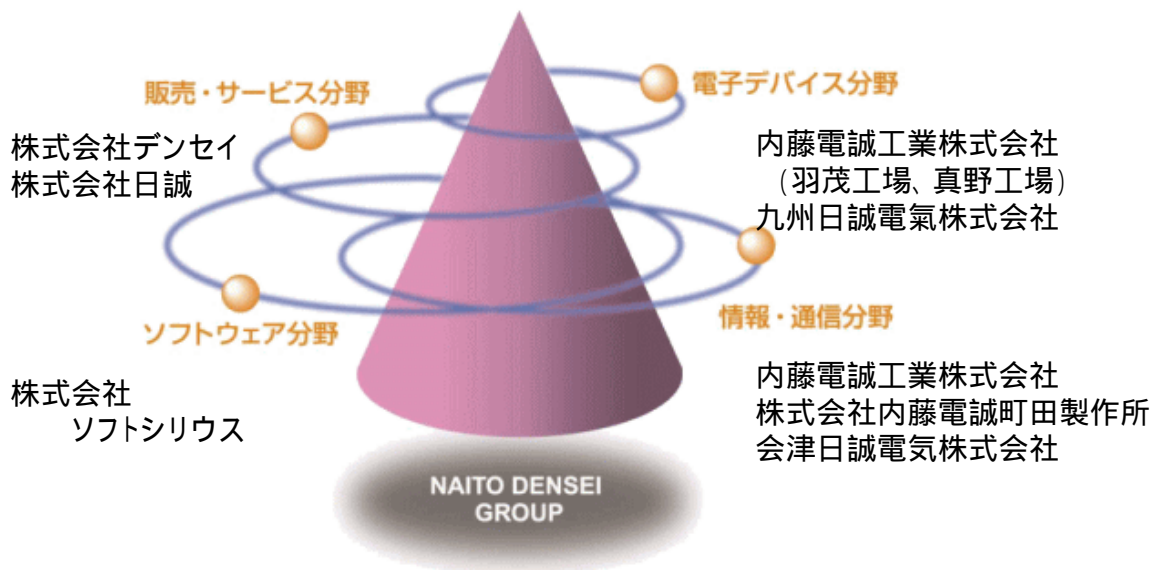 販売・サービス分野
株式会社デンセイ
株式会社日誠
電子デバイス分野
内藤電誠工業株式会社
（羽茂工場、真野工場）
九州日誠電氣株式会社
ソフトウェア分野
株式会社
ソフトシリウス
情報・通信分野
内藤電誠工業株式会社
株式会社内藤電誠町田製作所
会津日誠電気株式会社
NAITO DENSEI
GROUP